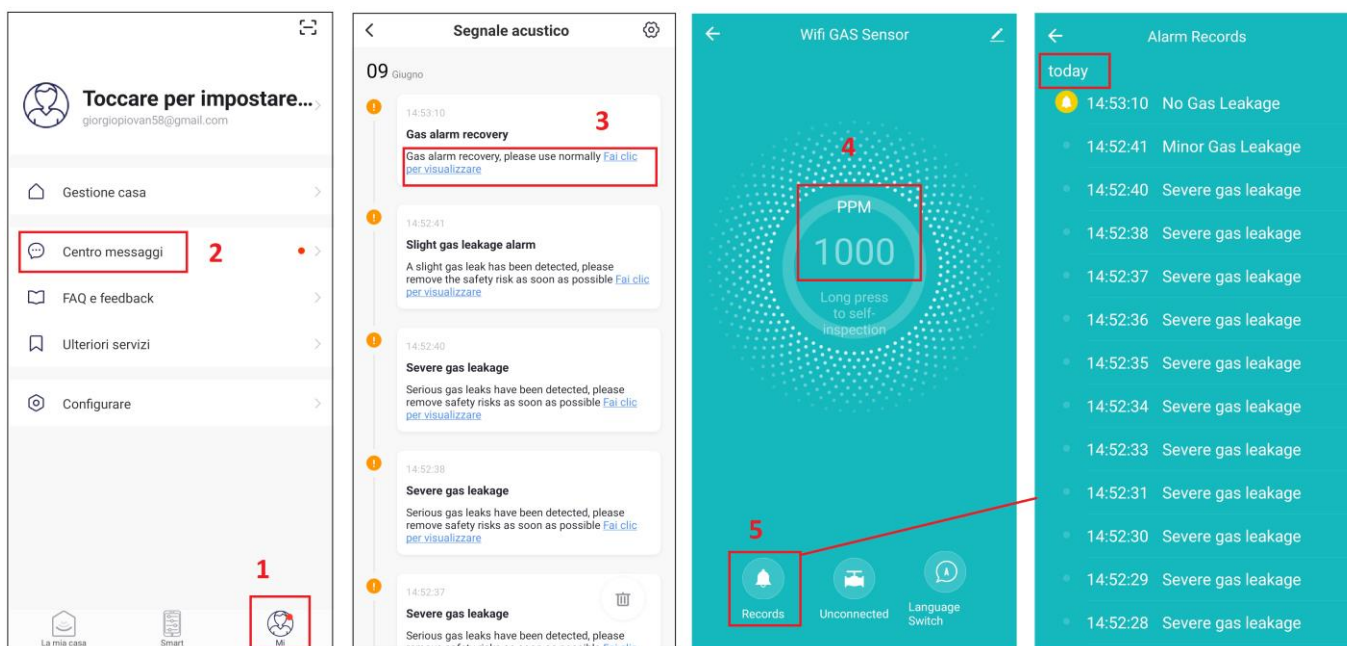 Toccare per impostare...
giorgiopiovan58@gmail.com
Gestione casa
Centro messaggi
2
FAQ e feedback
Ulteriori servizi
Configurare
1
La mia casa
Smart
Mi
Segnale acustico
09 Giugno
14:53:10
3
Gas alarm recovery
Gas alarm recovery, please use normally Fai clic
per visualizzare
14:52:41
Slight gas leakage alarm
A slight gas leak has been detected, please
remove the safety risk as soon as possible Fai clic
per visualizzare
14:52:40
Severe gas leakage
Serious gas leaks have been detected, please
remove safety risks as soon as possible Fai clic
per visualizzare
14:52:38
Severe gas leakage
Serious gas leaks have been detected, please
remove safety risks as soon as possible Fai clic
per visualizzare
14:52:37
Severe gas leakage
Serious gas leaks have been detected, please
remove safety risks as soon as possible Fai clic
Wifi GAS Sensor
4
PPM
1000
Long press
to self-
inspection
5
Records
Unconnected
Language
Switch
Alarm Records
today
14:53:10 No Gas Leakage
14:52:41 Minor Gas Leakage
14:52:40 Severe gas leakage
14:52:38 Severe gas leakage
14:52:37 Severe gas leakage
14:52:36 Severe gas leakage
14:52:35 Severe gas leakage
14:52:34 Severe gas leakage
14:52:33 Severe gas leakage
14:52:31 Severe gas leakage
14:52:30 Severe gas leakage
14:52:29 Severe gas leakage
14:52:28 Severe gas leakage